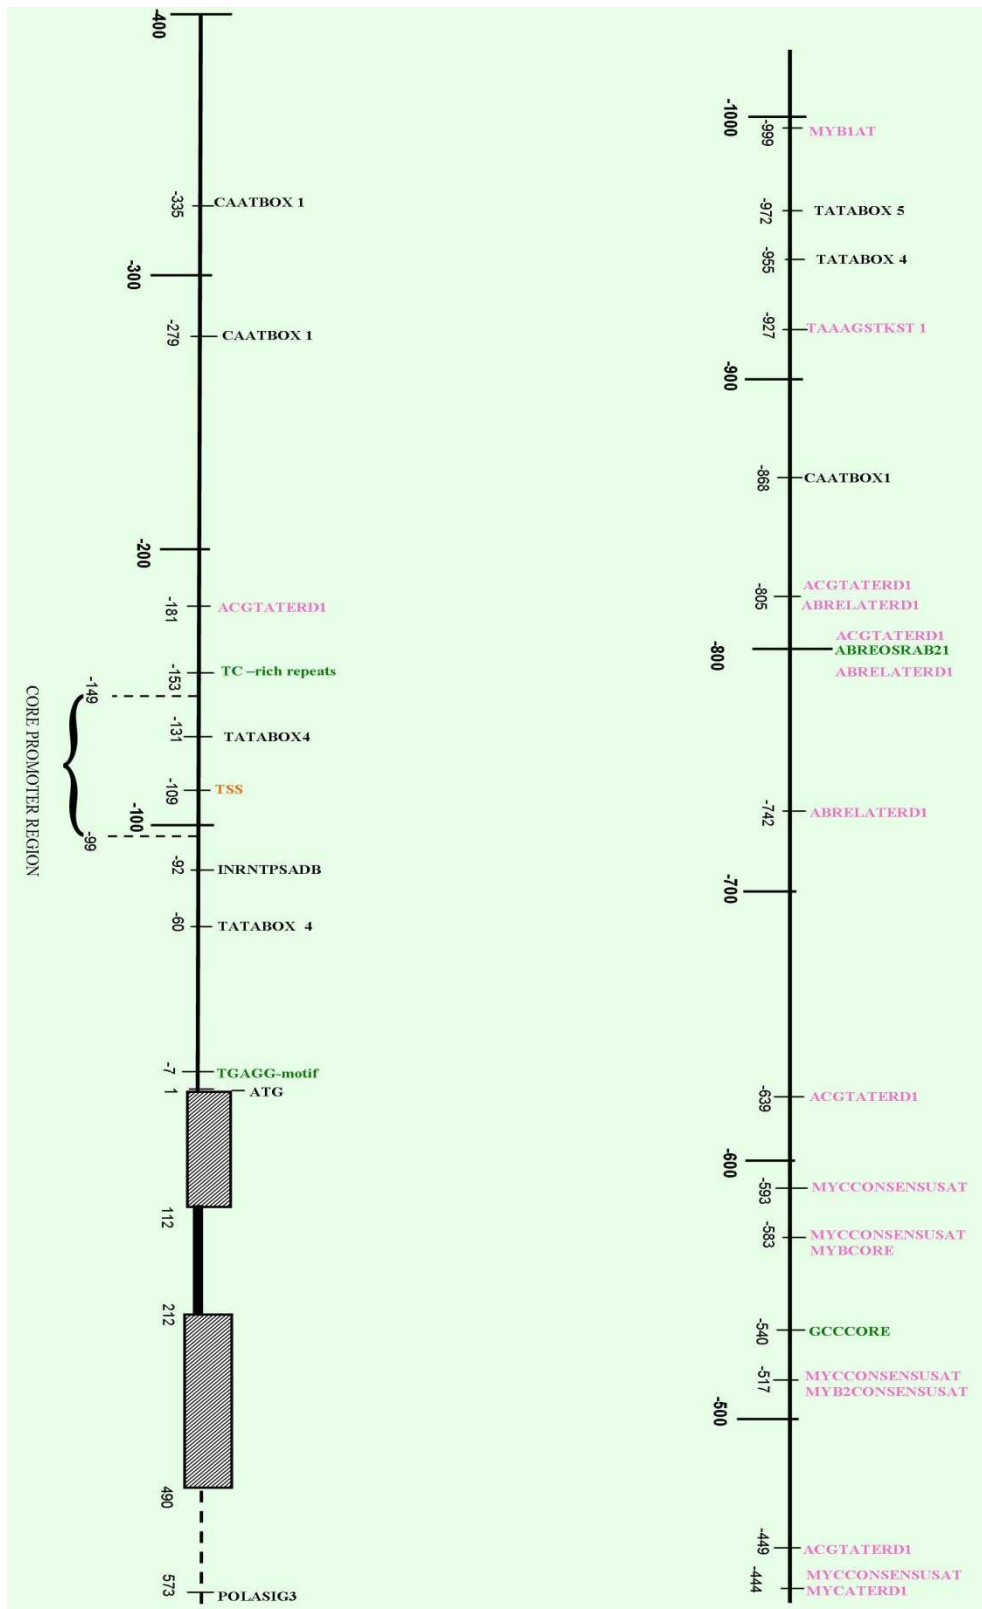 -400
-335 CAATBOX 1
-300
-279 CAATBOX 1
-200
-181 ACGTATERD1
-153 TC –rich repeats
-149
-131 TATABOX4
-109 TSS
-100
-99
CORE PROMOTER REGION
-92 INRNTPSADB
-60 TATABOX 4
-7 TGAGG-motif
1 ATG
112
212
490
573 POLASIG3
-1000
-999 MYB1AT
-972 TATABOX 5
-955 TATABOX 4
-927 TAAAGSTKST 1
-900
-868 CAATBOX1
ACGTATERD1
-805 ABRELATERD1
ACGTATERD1
-800 ABREOSRAB21
ABRELATERD1
-742 ABRELATERD1
-700
-639 ACGTATERD1
-600
-593 MYCCONSENSUSAT
-583 MYCCONSENSUSAT
MYBCORE
-540 GCCCORE
-517 MYCCONSENSUSAT
MYB2CONSENSUSAT
-500
-449 ACGTATERD1
-444 MYCCONSENSUSAT
MYCATERD1